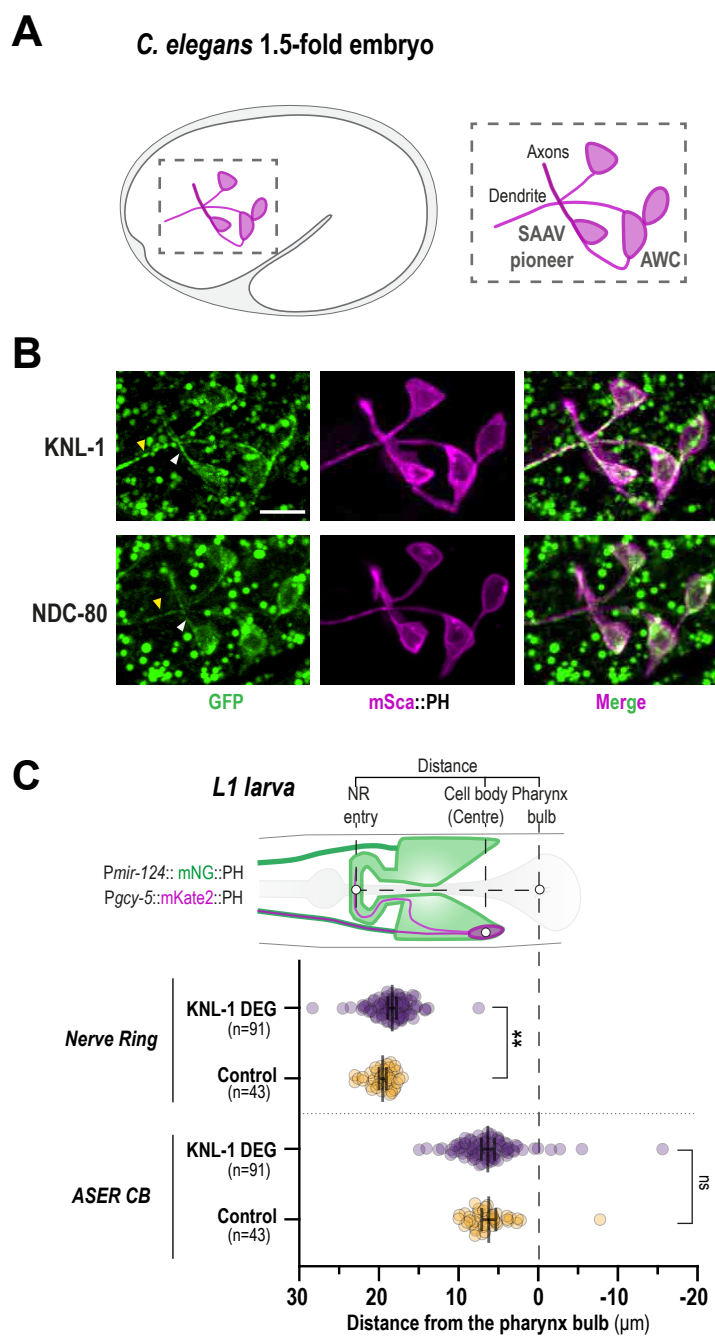 A
C. elegans 1.5-fold embryo
Axons
Dendrite
SAAV
pioneer
AWC
B
KNL-1
NDC-80
GFP
mSca::PH
Merge
C
L1 larva
Distance
NR
entry
Cell body
(Centre)
Pharynx
bulb
Pmir-124:: mNG::PH
Pgcy-5::mKate2::PH
Nerve Ring
KNL-1 DEG
(n=91)
Control
(n=43)
**
ASER CB
KNL-1 DEG
(n=91)
Control
(n=43)
ns
30 20 10 0 -10 -20
Distance from the pharynx bulb (μm)